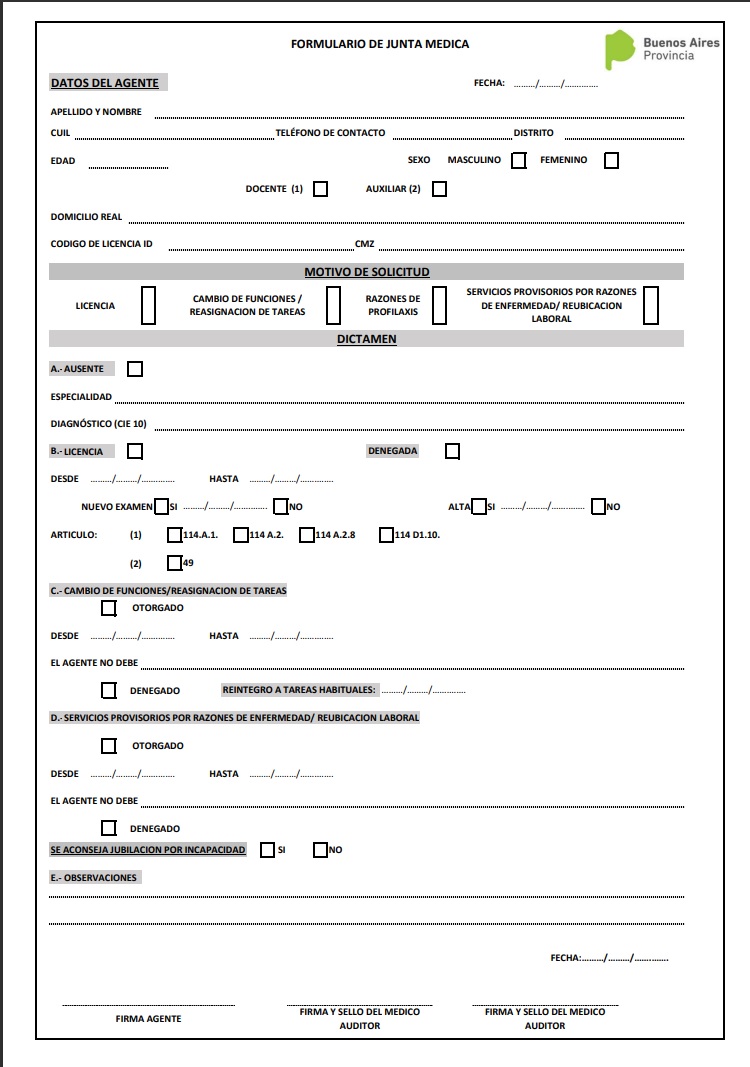 FORMULARIO DE JUNTA MEDICA
Buenos Aires
Provincia
DATOS DEL AGENTE
FECHA: ........./........./.............
APELLIDO Y NOMBRE
CUIL TELÉFONO DE CONTACTO DISTRITO
EDAD SEXO MASCULINO FEMENINO
DOCENTE (1) AUXILIAR (2)
DOMICILIO REAL
CODIGO DE LICENCIA ID CMZ
MOTIVO DE SOLICITUD
LICENCIA
CAMBIO DE FUNCIONES /
REASIGNACION DE TAREAS
RAZONES DE
PROFILAXIS
SERVICIOS PROVISORIOS POR RAZONES
DE ENFERMEDAD/ REUBICACION
LABORAL
DICTAMEN
A.- AUSENTE
ESPECIALIDAD
DIAGNÓSTICO (CIE 10)
B.- LICENCIA DENEGADA
DESDE ........./........./............. HASTA ........./........./.............
NUEVO EXAMEN SI ........./........./............. NO ALTA SI ........./........./............. NO
ARTICULO: (1) 114.A.1. 114 A.2. 114 A.2.8 114 D1.10.
(2) 49
C.- CAMBIO DE FUNCIONES/REASIGNACION DE TAREAS
OTORGADO
DESDE ........./........./............. HASTA ........./........./.............
EL AGENTE NO DEBE
DENEGADO REINTEGRO A TAREAS HABITUALES: ........./........./.............
D.- SERVICIOS PROVISORIOS POR RAZONES DE ENFERMEDAD/ REUBICACION LABORAL
OTORGADO
DESDE ........./........./............. HASTA ........./........./.............
EL AGENTE NO DEBE
DENEGADO
SE ACONSEJA JUBILACION POR INCAPACIDAD SI NO
E.- OBSERVACIONES
FECHA:........./........./.............
FIRMA AGENTE
FIRMA Y SELLO DEL MEDICO
AUDITOR
FIRMA Y SELLO DEL MEDICO
AUDITOR